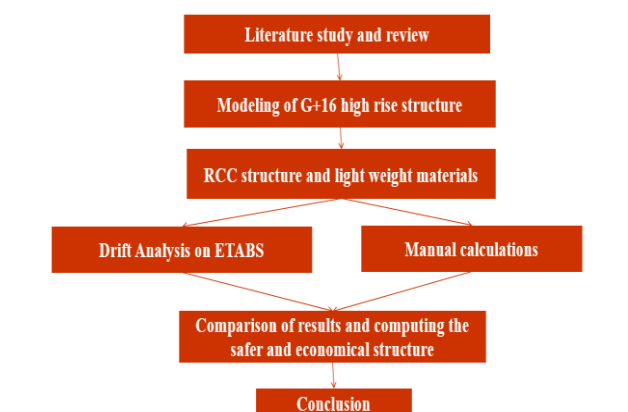 Literature study and review
Modeling of G+16 high rise structure
RCC structure and light weight materials
Drift Analysis on ETABS
Manual calculations
Comparison of results and computing the
safer and economical structure
Conclusion